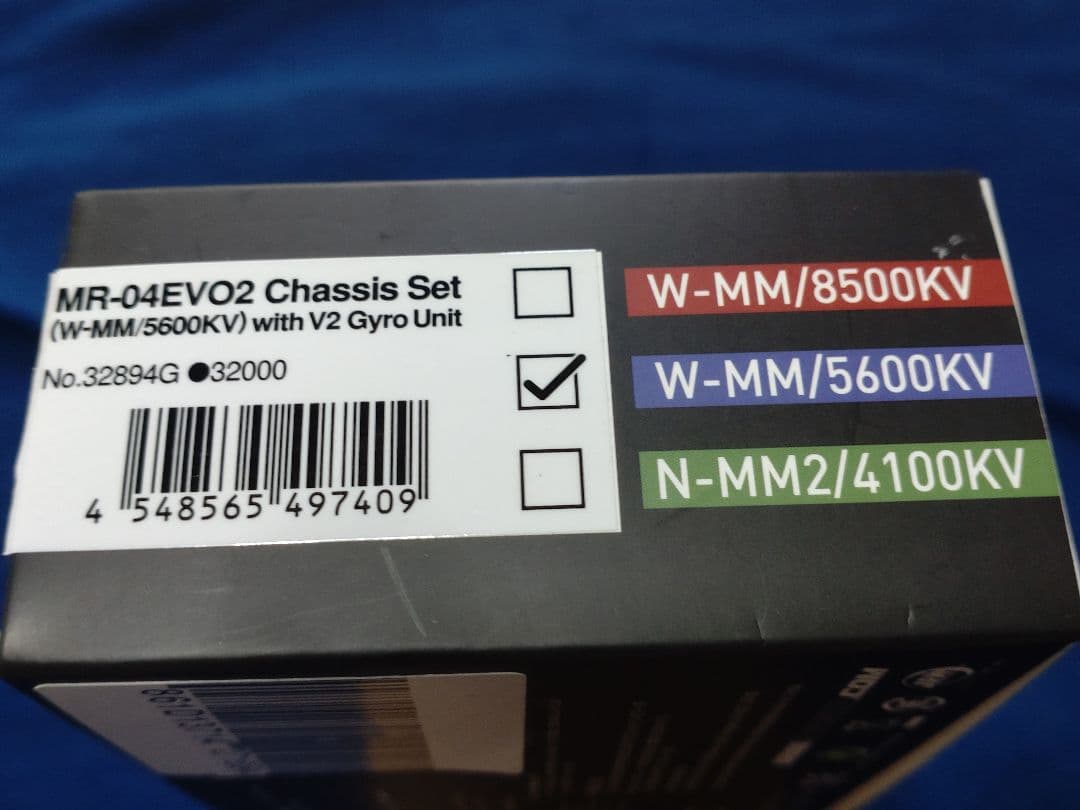 MR-04EVO2 Chassis Set
(W-MM/5600KV) with V2 Gyro Unit
No.32894G ●32000
4 548565 497409
W-MM/8500KV
W-MM/5600KV
N-MM2/4100KV